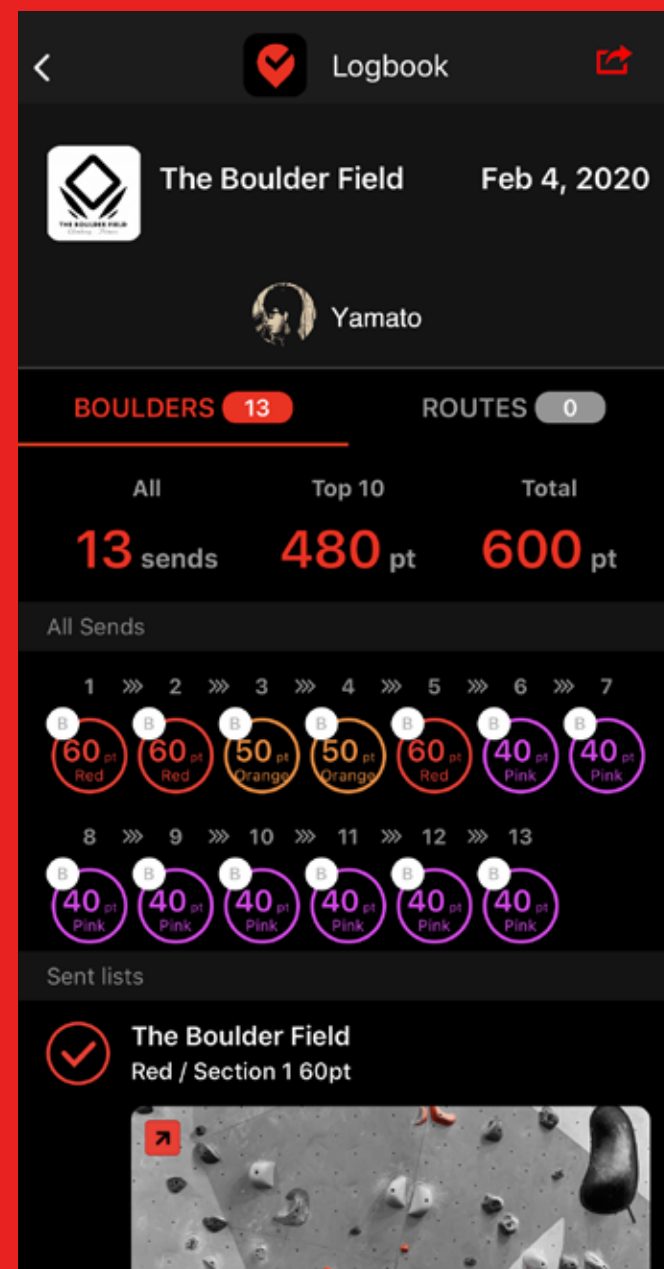 Logbook
The Boulder Field Feb 4, 2020
THE BOULDER FIELD
Yamato
BOULDERS 13 ROUTES 0
All Top 10 Total
13 sends 480 pt 600 pt
All Sends
1 >>> 2 >>> 3 >>> 4 >>> 5 >>> 6 >>> 7
B B B B B B B
60 pt 60 pt 50 pt 50 pt 60 pt 40 pt 40 pt
Red Red Orange Orange Red Pink Pink
8 >>> 9 >>> 10 >>> 11 >>> 12 >>> 13
B B B B B B
40 pt 40 pt 40 pt 40 pt 40 pt 40 pt
Pink Pink Pink Pink Pink Pink
Sent lists
The Boulder Field
Red / Section 1 60pt